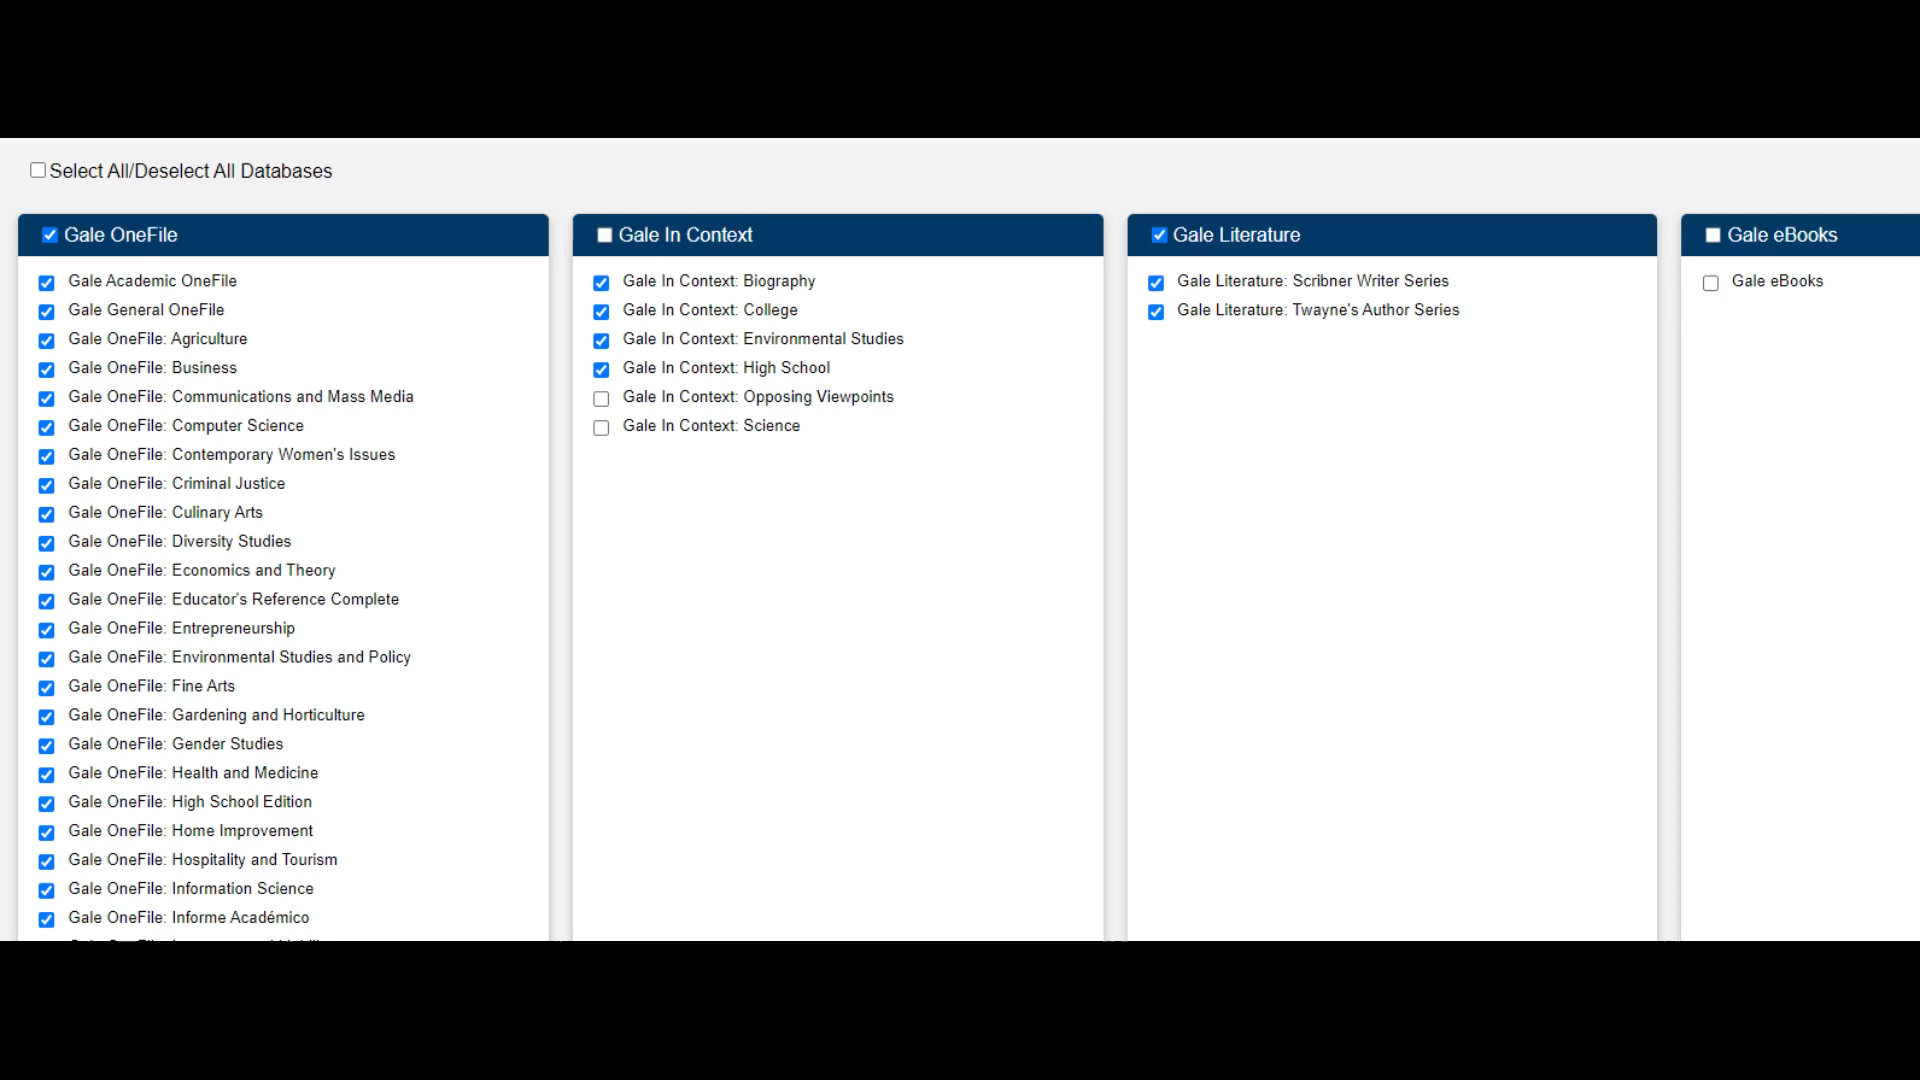 Select All/Deselect All Databases
Gale OneFile
Gale Academic OneFile
Gale General OneFile
Gale OneFile: Agriculture
Gale OneFile: Business
Gale OneFile: Communications and Mass Media
Gale OneFile: Computer Science
Gale OneFile: Contemporary Women's Issues
Gale OneFile: Criminal Justice
Gale OneFile: Culinary Arts
Gale OneFile: Diversity Studies
Gale OneFile: Economics and Theory
Gale OneFile: Educator's Reference Complete
Gale OneFile: Entrepreneurship
Gale OneFile: Environmental Studies and Policy
Gale OneFile: Fine Arts
Gale OneFile: Gardening and Horticulture
Gale OneFile: Gender Studies
Gale OneFile: Health and Medicine
Gale OneFile: High School Edition
Gale OneFile: Home Improvement
Gale OneFile: Hospitality and Tourism
Gale OneFile: Information Science
Gale OneFile: Informe Académico
Gale In Context
Gale In Context: Biography
Gale In Context: College
Gale In Context: Environmental Studies
Gale In Context: High School
Gale In Context: Opposing Viewpoints
Gale In Context: Science
Gale Literature
Gale Literature: Scribner Writer Series
Gale Literature: Twayne's Author Series
Gale eBooks
Gale eBooks